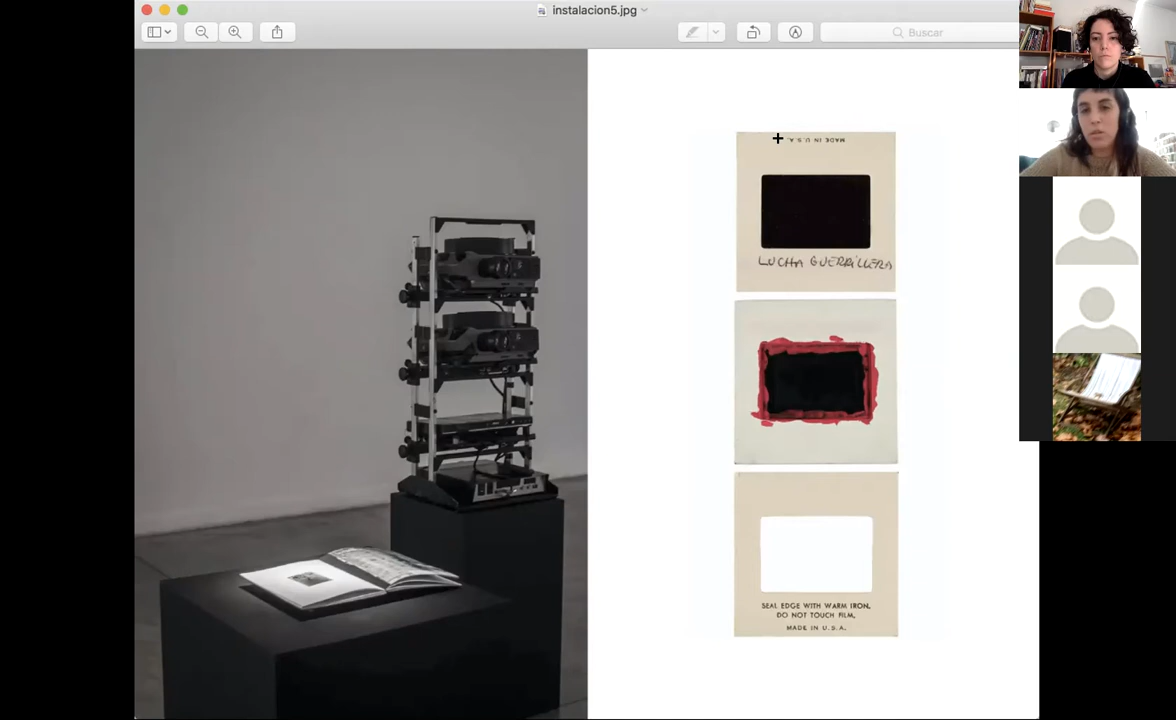 instalacion5.jpg
Buscar
MADE IN U.S.A.
LUCHA GUERRILLERA
SEAL EDGE WITH WARM IRON,
DO NOT TOUCH FILM,
MADE IN U.S.A.